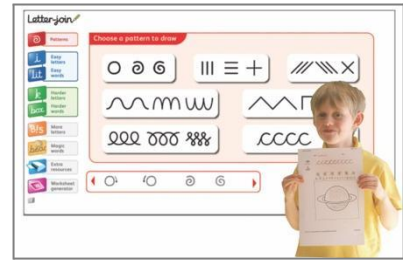 Letter-join
Choose a pattern to draw
Patterns
Easy
letters
Easy
words
Harder
letters
Harder
words
More
letters
Magic
words
Extra
resources
Worksheet
generator